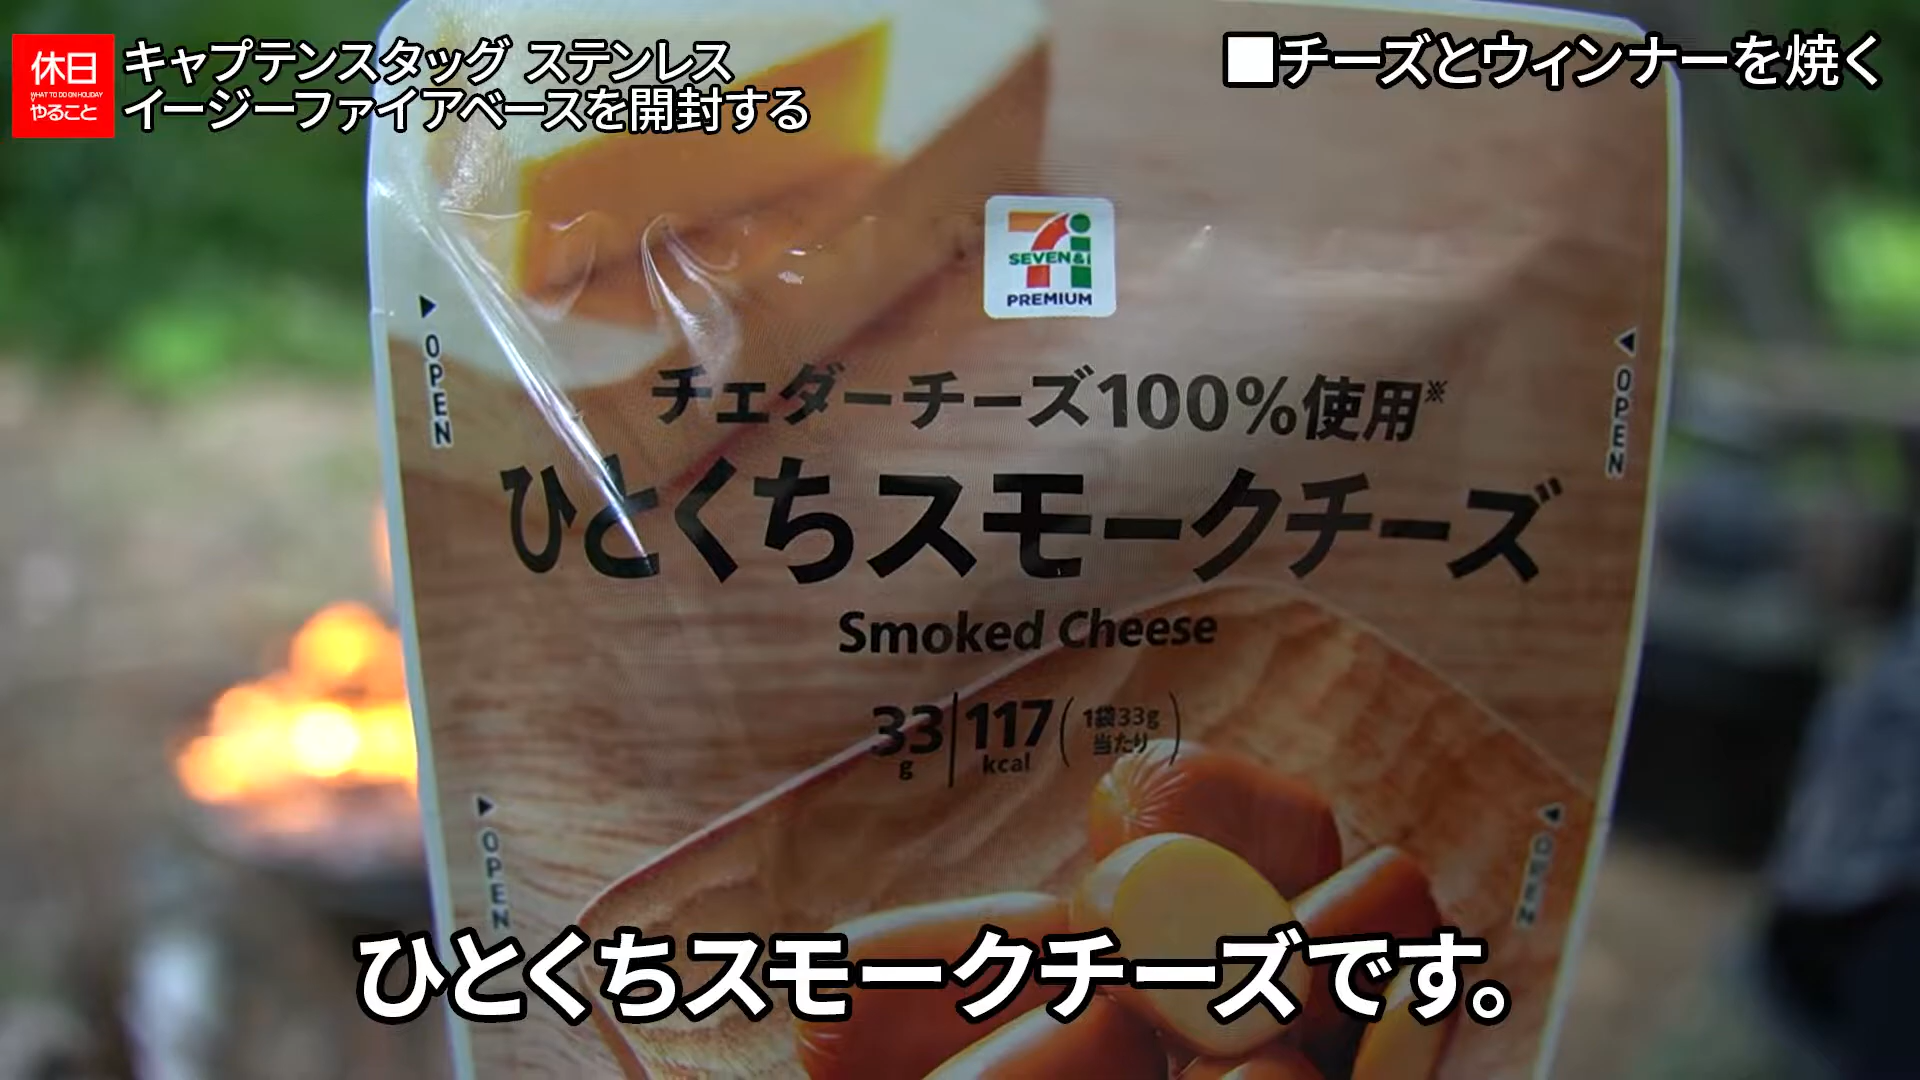 休日
WHAT TO DO ON HOLIDAY
やること
キャプテンスタッグ ステンレス
イージーファイアベースを開封する
■チーズとウィンナーを焼く
SEVEN&i
PREMIUM
OPEN
OPEN
チェダーチーズ100%使用※
ひとくちスモークチーズ
Smoked Cheese
33g 117kcal (1袋33g当たり)
OPEN
OPEN
ひとくちスモークチーズです。